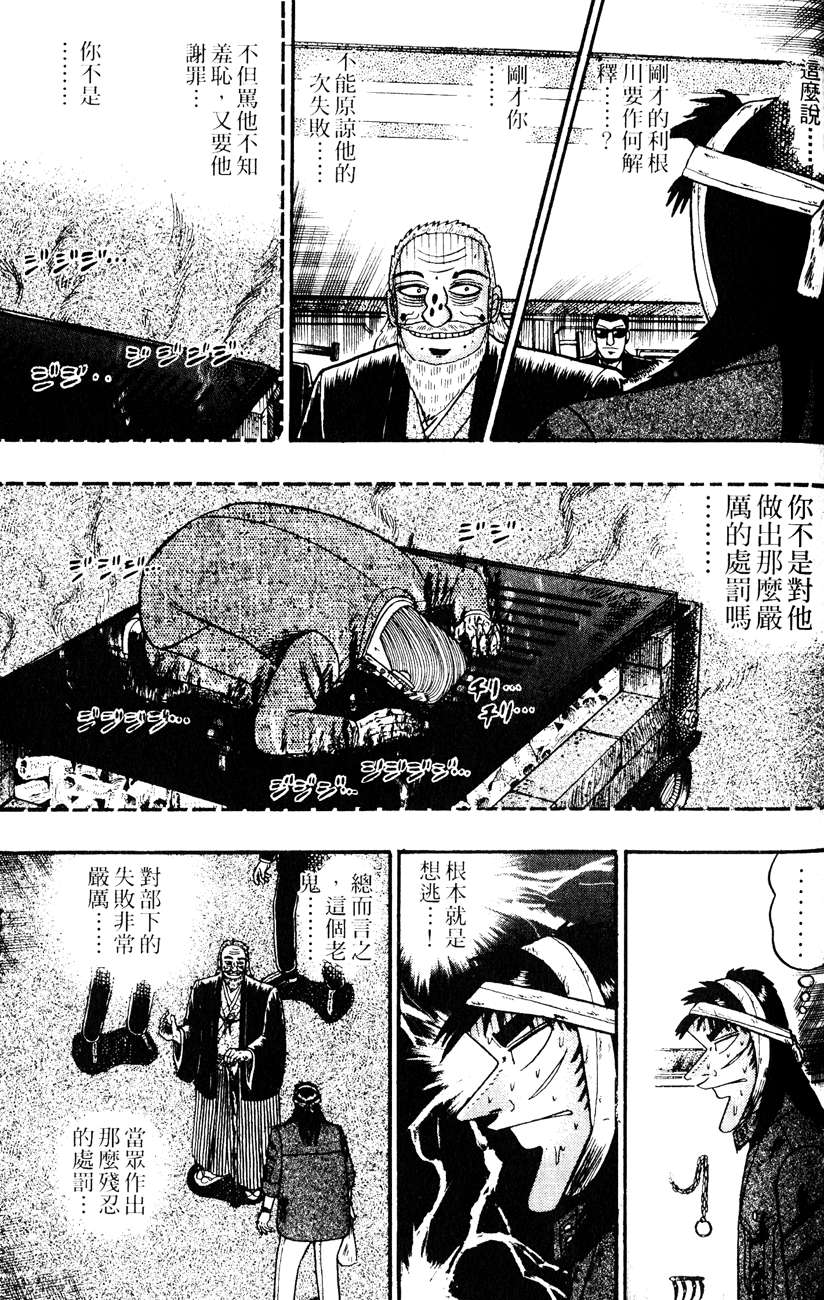 這麼說……
剛才的利根
川要作何解
釋……？
剛才你
……
不能原諒他的
一次失敗……
不但罵他不知
羞恥，又要他
謝罪…
你不是
………
ジジジジ…
ジジジジ…
ジジ‥
你不是對他
做出那麼嚴
厲的處罰嗎
………
ジジジ…
チリ…
チリ…
ジジジジ…
ジジジジ…
ジジジ…
……
根本就是
想逃…！
總而言之
，這個老
鬼………
對部下的
失敗非常
嚴厲……
當眾作出
那麼殘忍
的處罰…